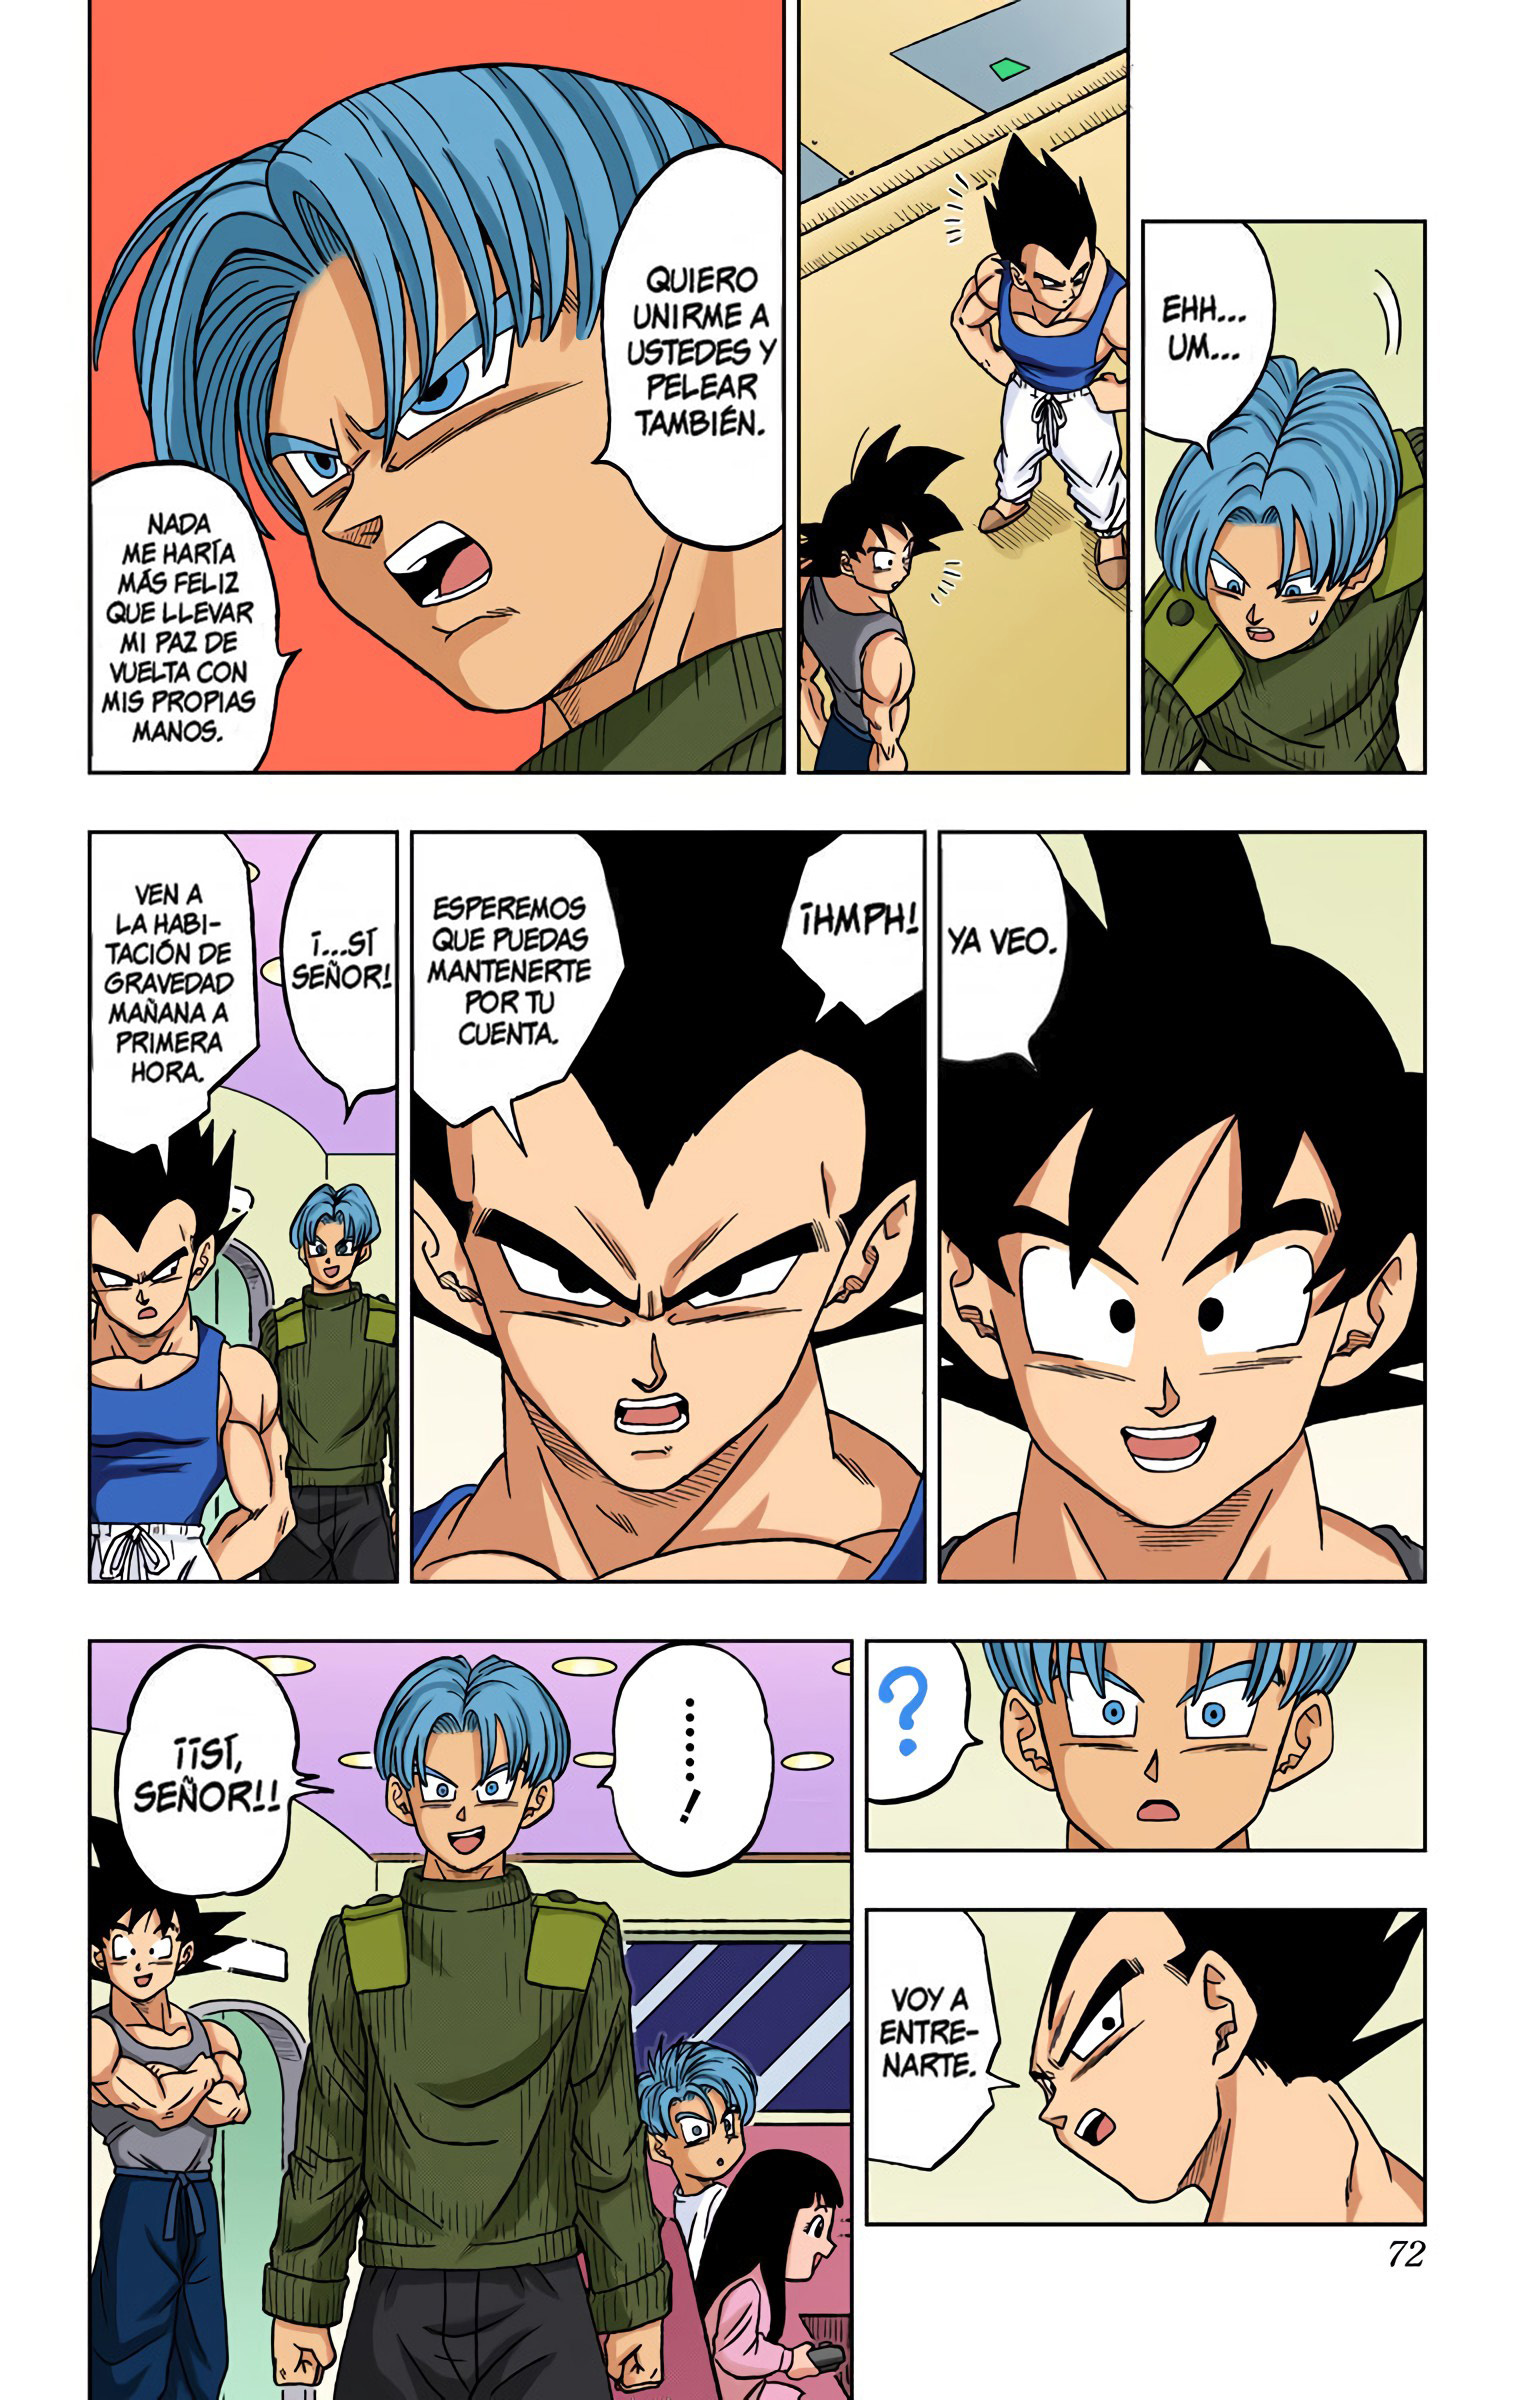 EHH...
UM...
QUIERO
UNIRME A
USTEDES Y
PELEAR
TAMBIÉN.
NADA
ME HARÍA
MÁS FELIZ
QUE LLEVAR
MI PAZ DE
VUELTA CON
MIS PROPIAS
MANOS.
YA VEO.
¡HMPH!
ESPEREMOS
QUE PUEDAS
MANTENERTE
POR TU
CUENTA.
¡...SÍ
SEÑOR!
VEN A
LA HABI-
TACIÓN DE
GRAVEDAD
MAÑANA A
PRIMERA
HORA.
?
VOY A
ENTRE-
NARTE.
.......!
¡¡SÍ,
SEÑOR!!
72